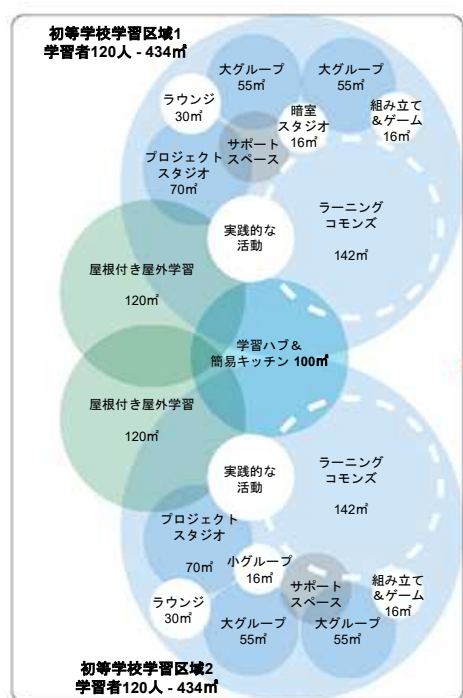 初等学校学習区域1
学習者120人 - 434㎡
大グループ
55㎡
大グループ
55㎡
ラウンジ
30㎡
暗室
スタジオ
16㎡
組み立て
&ゲーム
16㎡
サポート
スペース
プロジェクト
スタジオ
70㎡
実践的な
活動
ラーニング
コモンズ
142㎡
屋根付き屋外学習
120㎡
学習ハブ&
簡易キッチン 100㎡
屋根付き屋外学習
120㎡
実践的な
活動
ラーニング
コモンズ
142㎡
プロジェクト
スタジオ
70㎡
小グループ
16㎡
サポート
スペース
組み立て
&ゲーム
16㎡
ラウンジ
30㎡
大グループ
55㎡
大グループ
55㎡
初等学校学習区域2
学習者120人 - 434㎡